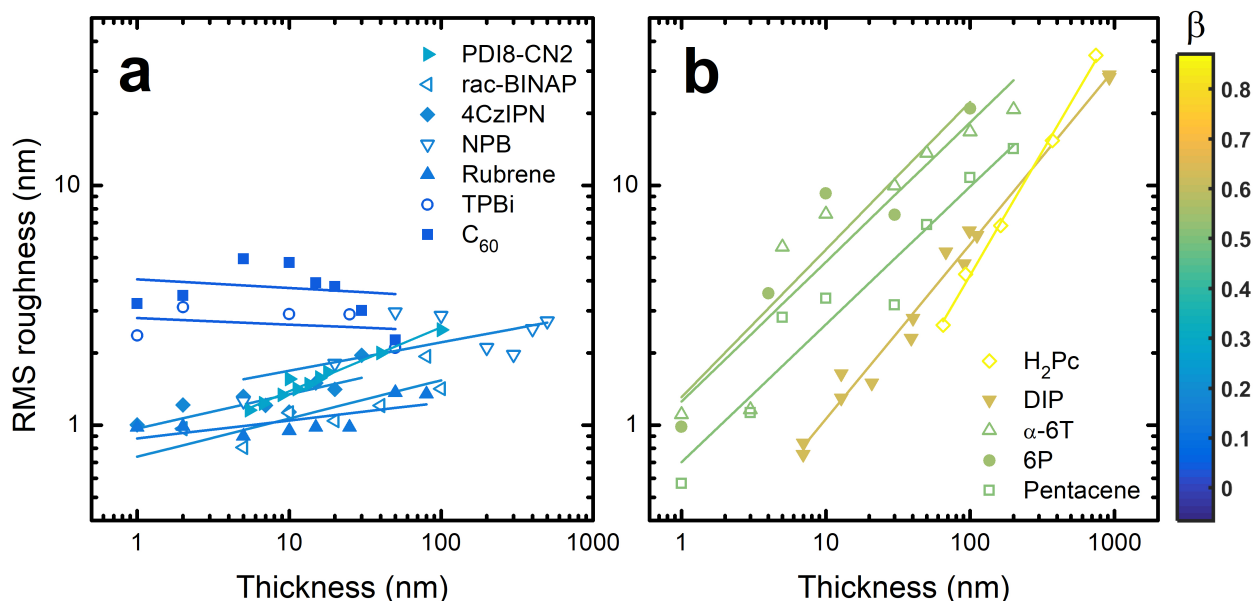 a
PDI8-CN2
rac-BINAP
4CzIPN
NPB
Rubrene
TPBi
C60
RMS roughness (nm)
10
1
1
10
100
1000
Thickness (nm)
b
H2Pc
DIP
α-6T
6P
Pentacene
10
1
1
10
100
1000
Thickness (nm)
β
0.8
0.7
0.6
0.5
0.4
0.3
0.2
0.1
0